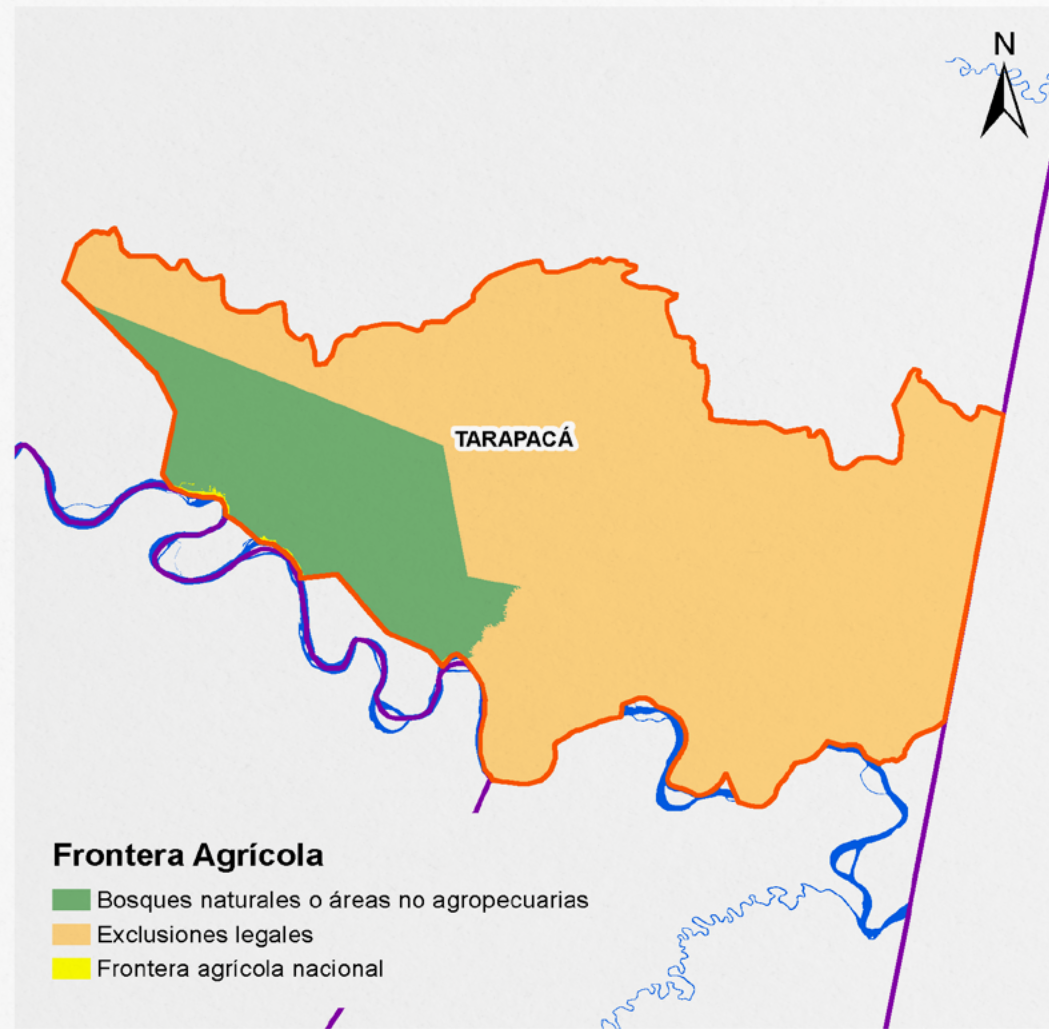 N
TARAPACÁ
Frontera Agrícola
Bosques naturales o áreas no agropecuarias
Exclusiones legales
Frontera agrícola nacional